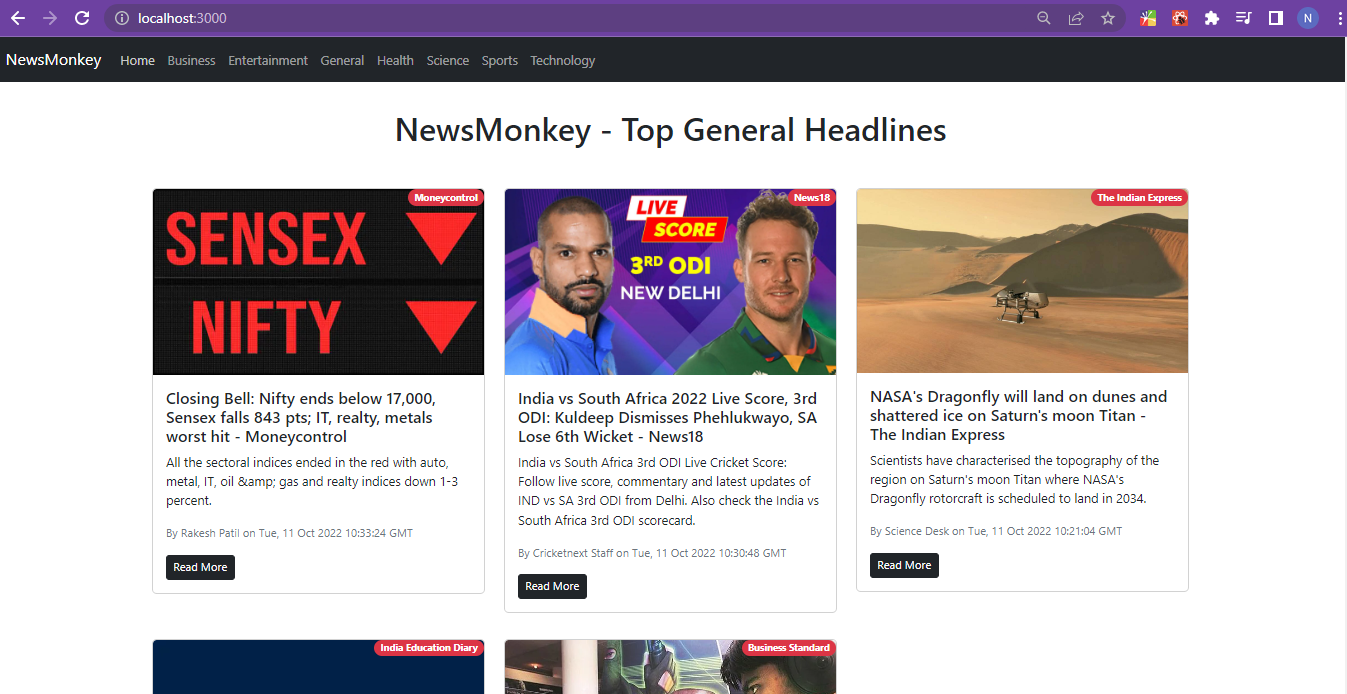 localhost:3000
N
NewsMonkey Home Business Entertainment General Health Science Sports Technology
NewsMonkey - Top General Headlines
Moneycontrol
SENSEX
NIFTY
Closing Bell: Nifty ends below 17,000,
Sensex falls 843 pts; IT, realty, metals
worst hit - Moneycontrol
All the sectoral indices ended in the red with auto,
metal, IT, oil &amp; gas and realty indices down 1-3
percent.
By Rakesh Patil on Tue, 11 Oct 2022 10:33:24 GMT
Read More
News18
LIVE
SCORE
3RD ODI
NEW DELHI
India vs South Africa 2022 Live Score, 3rd
ODI: Kuldeep Dismisses Phehlukwayo, SA
Lose 6th Wicket - News18
India vs South Africa 3rd ODI Live Cricket Score:
Follow live score, commentary and latest updates of
IND vs SA 3rd ODI from Delhi. Also check the India vs
South Africa 3rd ODI scorecard.
By Cricketnext Staff on Tue, 11 Oct 2022 10:30:48 GMT
Read More
The Indian Express
NASA's Dragonfly will land on dunes and
shattered ice on Saturn's moon Titan -
The Indian Express
Scientists have characterised the topography of the
region on Saturn's moon Titan where NASA's
Dragonfly rotorcraft is scheduled to land in 2034.
By Science Desk on Tue, 11 Oct 2022 10:21:04 GMT
Read More
India Education Diary
Business Standard